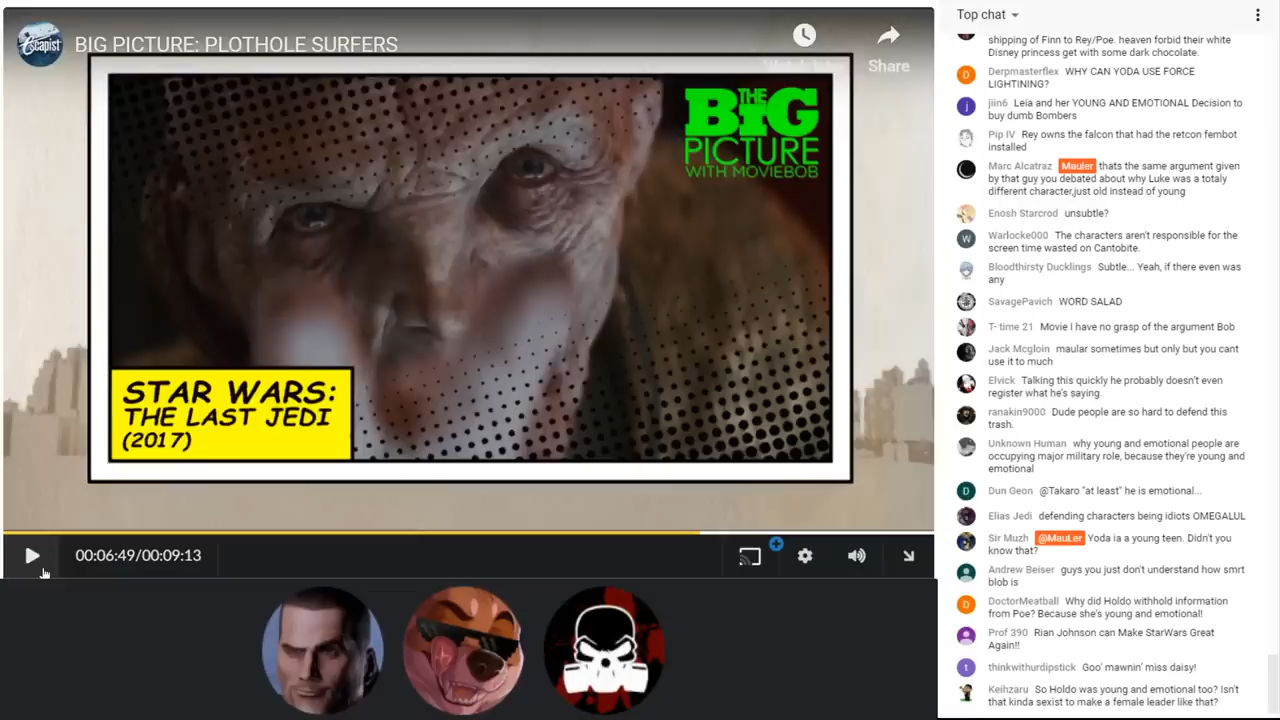 Escapist
BIG PICTURE: PLOTHOLE SURFERS
Share
THE
BiG
PICTURE
WITH MOVIEBOB
STAR WARS:
THE LAST JEDI
(2017)
00:06:49/00:09:13
Top chat
shipping of Finn to Rey/Poe. heaven forbid their white
Disney princess get with some dark chocolate.
D
Derpmasterflex WHY CAN YODA USE FORCE
LIGHTINING?
j
jiin6 Leia and her YOUNG AND EMOTIONAL Decision to
buy dumb Bombers
Pip IV Rey owns the falcon that had the retcon fembot
installed
Marc Alcatraz Mauler thats the same argument given
by that guy you debated about why Luke was a totaly
different character,just old instead of young
Enosh Starcrod unsubtle?
W
Warlocke000 The characters aren't responsible for the
screen time wasted on Cantobite.
Bloodthirsty Ducklings Subtle... Yeah, if there even was
any
SavagePavich WORD SALAD
T- time 21 Movie I have no grasp of the argument Bob
Jack Mcgloin maular sometimes but only but you cant
use it to much
Elvick Talking this quickly he probably doesn't even
register what he's saying.
ranakin9000 Dude people are so hard to defend this
trash.
Unknown Human why young and emotional people are
occupying major military role, because they're young and
emotional
D
Dun Geon @Takaro "at least" he is emotional...
Elias Jedi defending characters being idiots OMEGALUL
Sir Muzh @MauLer Yoda ia a young teen. Didn't you
know that?
Andrew Beiser guys you just don't understand how smrt
blob is
D
DoctorMeatball Why did Holdo withhold information
from Poe? Because she's young and emotional!
Prof 390 Rian Johnson can Make StarWars Great
Again!!
t
thinkwithurdipstick Goo' mawnin' miss daisy!
Keihzaru So Holdo was young and emotional too? Isn't
that kinda sexist to make a female leader like that?